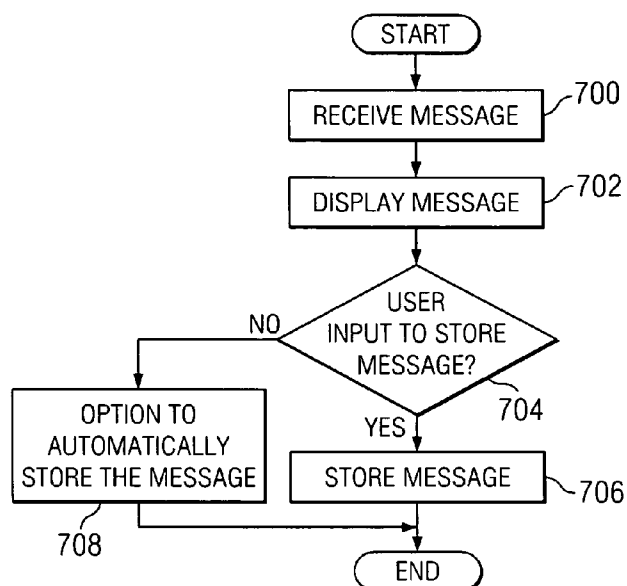 START
RECEIVE MESSAGE
700
DISPLAY MESSAGE
702
USER
INPUT TO STORE
MESSAGE?
704
NO
YES
OPTION TO
AUTOMATICALLY
STORE THE MESSAGE
708
STORE MESSAGE
706
END